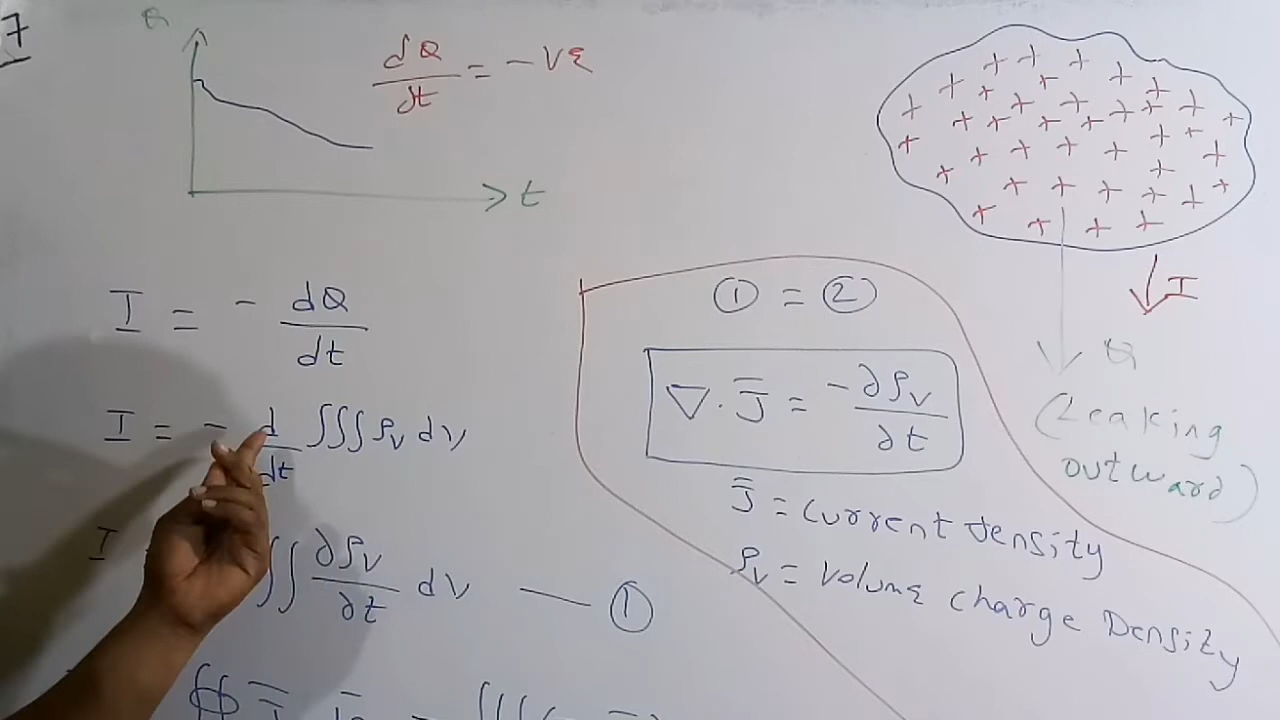 7
Q
t
dQ/dt = -ve
I = - dQ/dt
I = - d/dt ∭ ρv dv
I ∬ ∂ρv/∂t dv — ①
① = ②
∇·J̄ = -∂ρv/∂t
J̄ = Current density
ρv = Volume charge Density
I
Q
(Leaking
outward)